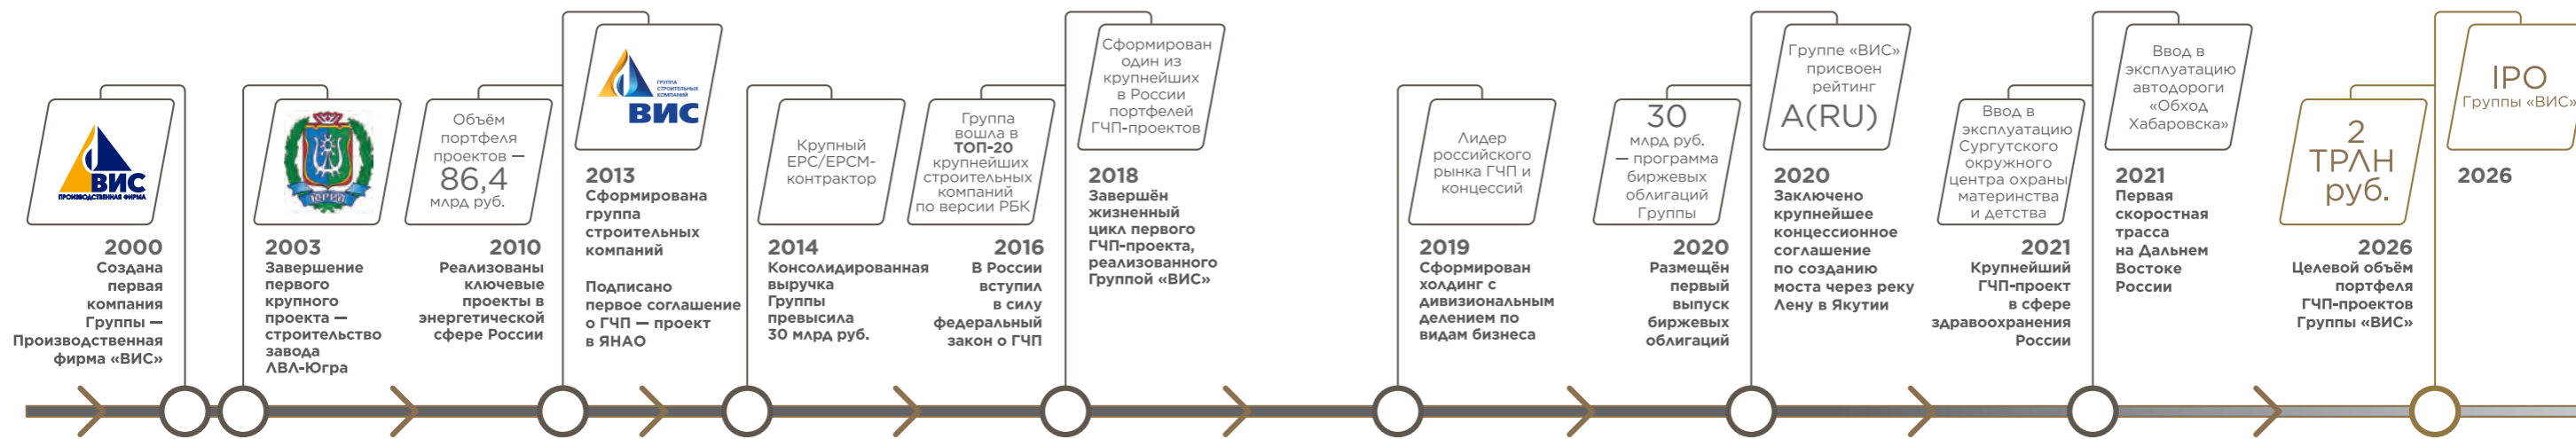 ВИС
ПРОИЗВОДСТВЕННАЯ ФИРМА
2000
Создана
первая
компания
Группы —
Производственная
фирма «ВИС»
ЮГРА
2003
Завершение
первого
крупного
проекта —
строительство
завода
ЛВЛ-Югра
Объём
портфеля
проектов —
86,4
млрд руб.
2010
Реализованы
ключевые
проекты в
энергетической
сфере России
ГРУППА
СТРОИТЕЛЬНЫХ
КОМПАНИЙ
ВИС
2013
Сформирована
группа
строительных
компаний
Подписано
первое соглашение
о ГЧП — проект
в ЯНАО
Крупный
EPC/EPCM-
контрактор
2014
Консолидированная
выручка
Группы
превысила
30 млрд руб.
Группа
вошла в
ТОП-20
крупнейших
строительных
компаний
по версии РБК
2016
В России
вступил
в силу
федеральный
закон о ГЧП
Сформирован
один из
крупнейших
в России
портфелей
ГЧП-проектов
2018
Завершён
жизненный
цикл первого
ГЧП-проекта,
реализованного
Группой «ВИС»
Лидер
российского
рынка ГЧП и
концессий
2019
Сформирован
холдинг с
дивизиональным
делением по
видам бизнеса
30
млрд руб.
— программа
биржевых
облигаций
Группы
2020
Размещён
первый
выпуск
биржевых
облигаций
Группе «ВИС»
присвоен
рейтинг
A(RU)
2020
Заключено
крупнейшее
концессионное
соглашение
по созданию
моста через реку
Лену в Якутии
Ввод в
эксплуатацию
Сургутского
окружного
центра охраны
материнства
и детства
2021
Крупнейший
ГЧП-проект
в сфере
здравоохранения
России
Ввод в
эксплуатацию
автодороги
«Обход
Хабаровска»
2021
Первая
скоростная
трасса
на Дальнем
Востоке
России
2
ТРЛН
руб.
2026
Целевой объём
портфеля
ГЧП-проектов
Группы «ВИС»
IPO
Группы «ВИС»
2026